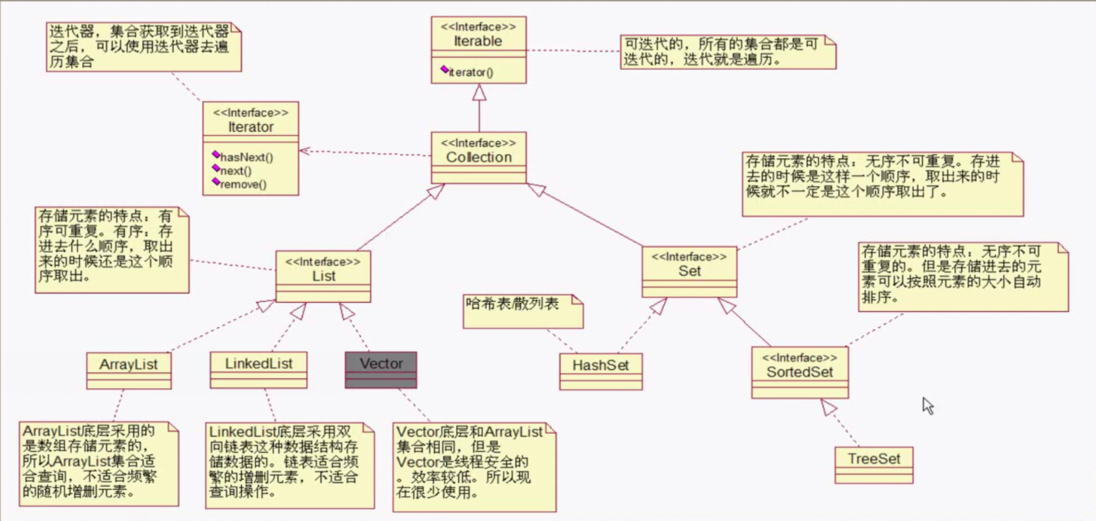 迭代器，集合获取到迭代器
之后，可以使用迭代器去遍
历集合
<<Interface>>
Iterable
iterator()
可迭代的，所有的集合都是可
迭代的，迭代就是遍历。
<<Interface>>
Iterator
hasNext()
next()
remove()
<<Interface>>
Collection
存储元素的特点：无序不可重复。存进
去的时候是这样一个顺序，取出来的时
候就不一定是这个顺序取出了。
存储元素的特点：有
序可重复。有序：存
进去什么顺序，取出
来的时候还是这个顺
序取出。
<<Interface>>
List
<<Interface>>
Set
存储元素的特点：无序不可
重复的。但是存储进去的元
素可以按照元素的大小自动
排序。
哈希表/散列表
ArrayList
LinkedList
Vector
HashSet
<<Interface>>
SortedSet
ArrayList底层采用的
是数组存储元素的，
所以ArrayList集合适
合查询，不适合频繁
的随机增删元素。
LinkedList底层采用双
向链表这种数据结构存
储数据的。链表适合频
繁的增删元素，不适合
查询操作。
Vector底层和ArrayList
集合相同，但是
Vector是线程安全的
。效率较低。所以现
在很少使用。
TreeSet